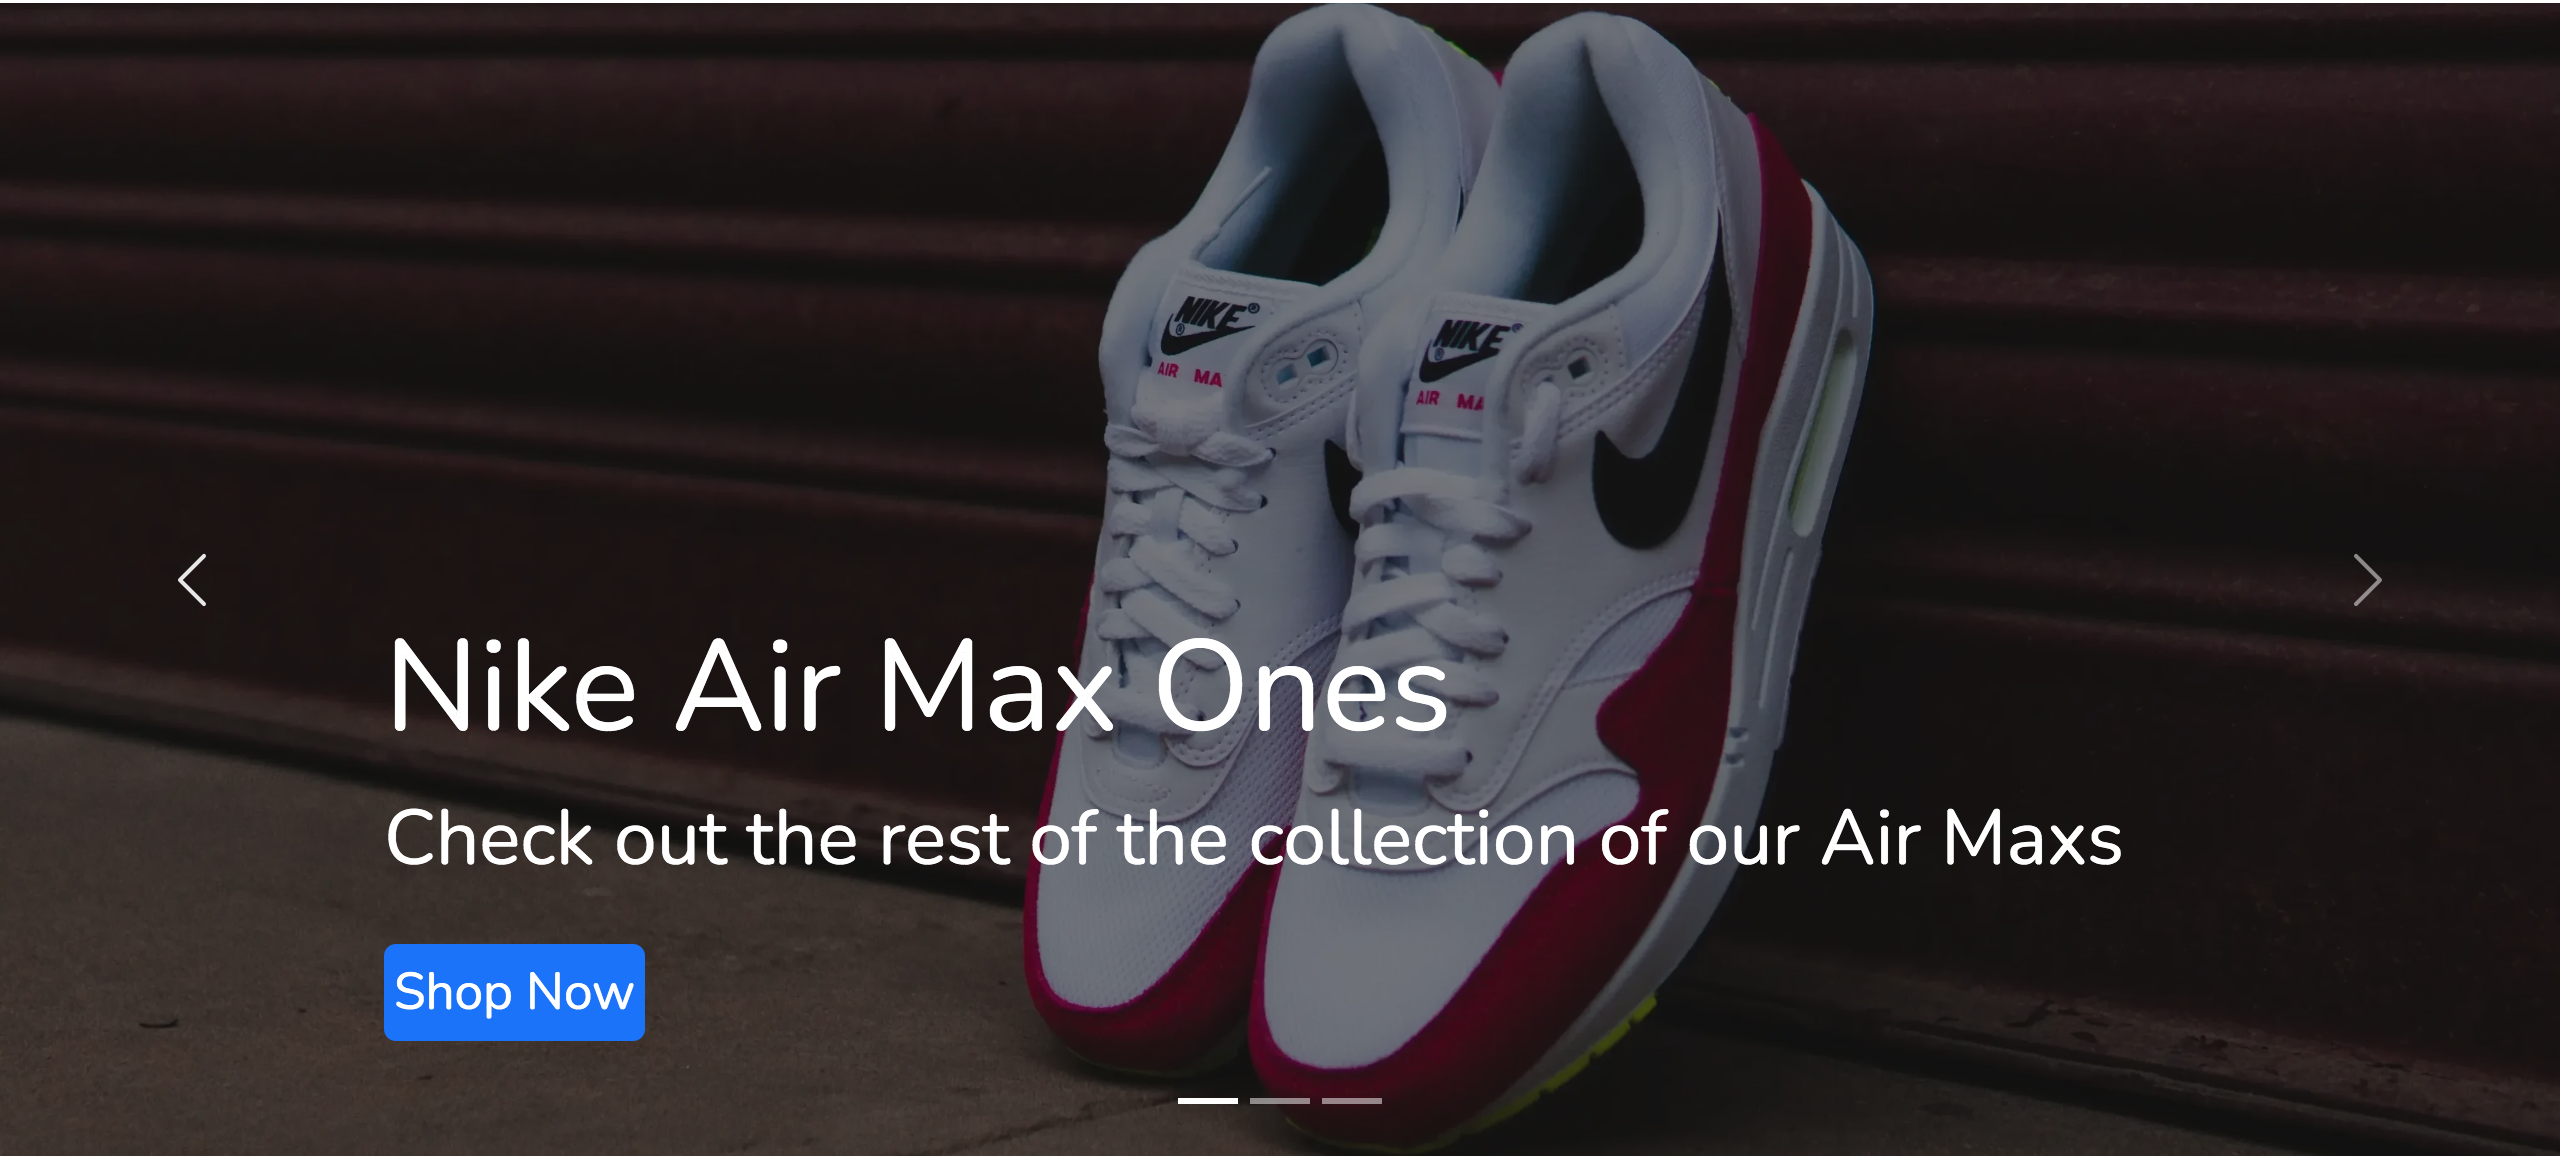 NIKE®
®
AIR MA
NIKE
®
AIR MA
Nike Air Max Ones
Check out the rest of the collection of our Air Maxs
Shop Now